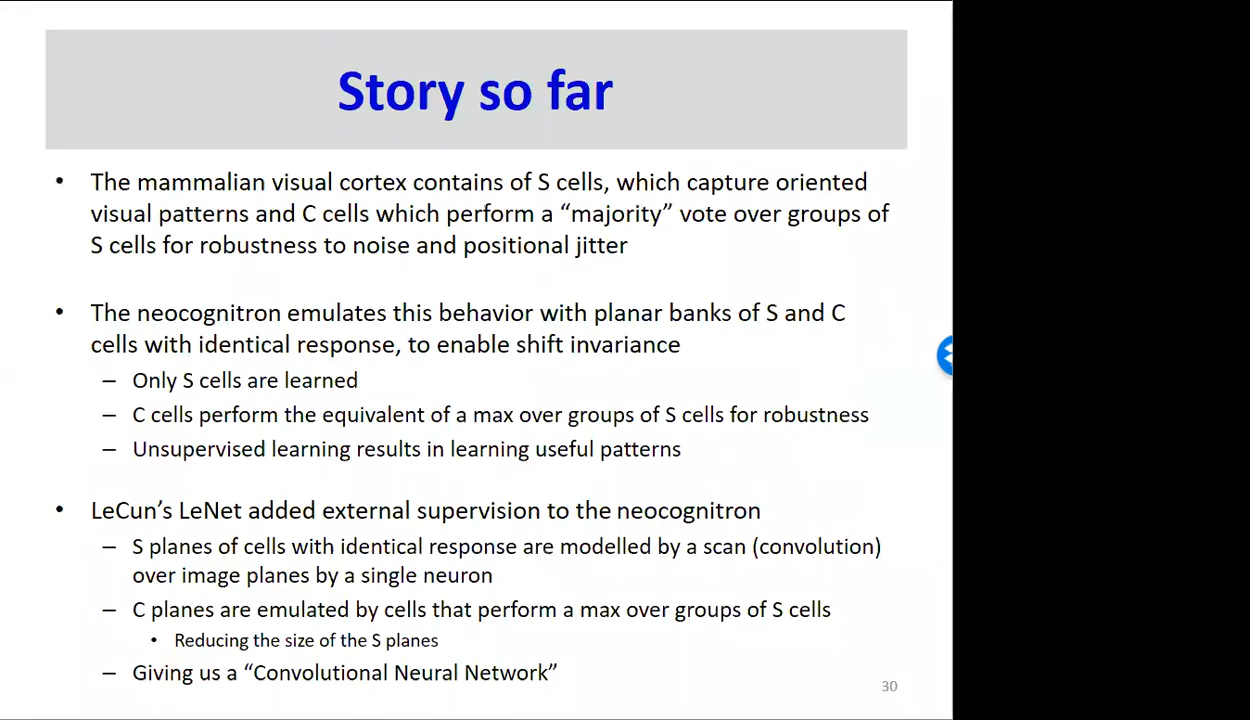 Story so far
• The mammalian visual cortex contains of S cells, which capture oriented
visual patterns and C cells which perform a “majority” vote over groups of
S cells for robustness to noise and positional jitter
• The neocognitron emulates this behavior with planar banks of S and C
cells with identical response, to enable shift invariance
– Only S cells are learned
– C cells perform the equivalent of a max over groups of S cells for robustness
– Unsupervised learning results in learning useful patterns
• LeCun’s LeNet added external supervision to the neocognitron
– S planes of cells with identical response are modelled by a scan (convolution)
over image planes by a single neuron
– C planes are emulated by cells that perform a max over groups of S cells
• Reducing the size of the S planes
– Giving us a “Convolutional Neural Network”
30